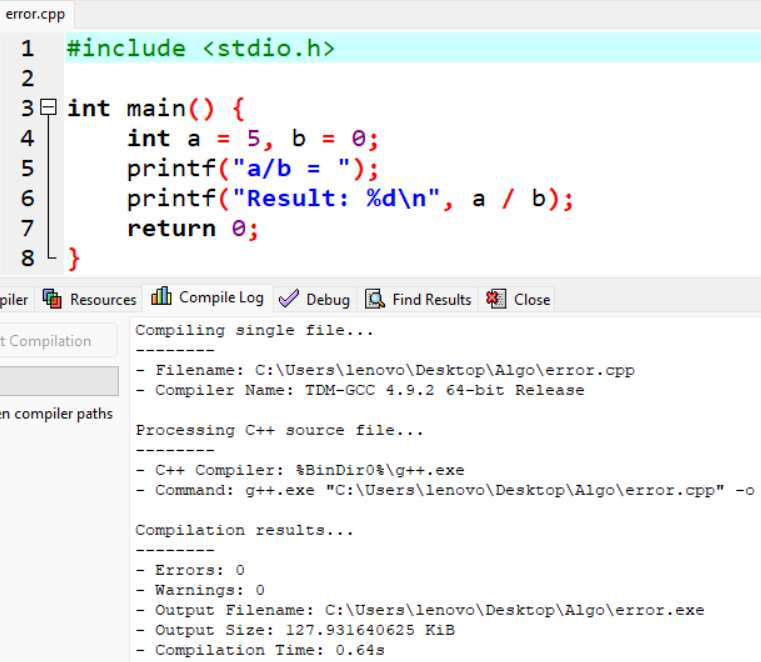 error.cpp
1 #include <stdio.h>
2
3 int main() {
4 int a = 5, b = 0;
5 printf("a/b = ");
6 printf("Result: %d\n", a / b);
7 return 0;
8 }
piler Resources Compile Log Debug Find Results Close
t Compilation
en compiler paths
Compiling single file...
--------
- Filename: C:\Users\lenovo\Desktop\Algo\error.cpp
- Compiler Name: TDM-GCC 4.9.2 64-bit Release
Processing C++ source file...
--------
- C++ Compiler: %BinDir0%\g++.exe
- Command: g++.exe "C:\Users\lenovo\Desktop\Algo\error.cpp" -o
Compilation results...
--------
- Errors: 0
- Warnings: 0
- Output Filename: C:\Users\lenovo\Desktop\Algo\error.exe
- Output Size: 127.931640625 KiB
- Compilation Time: 0.64s